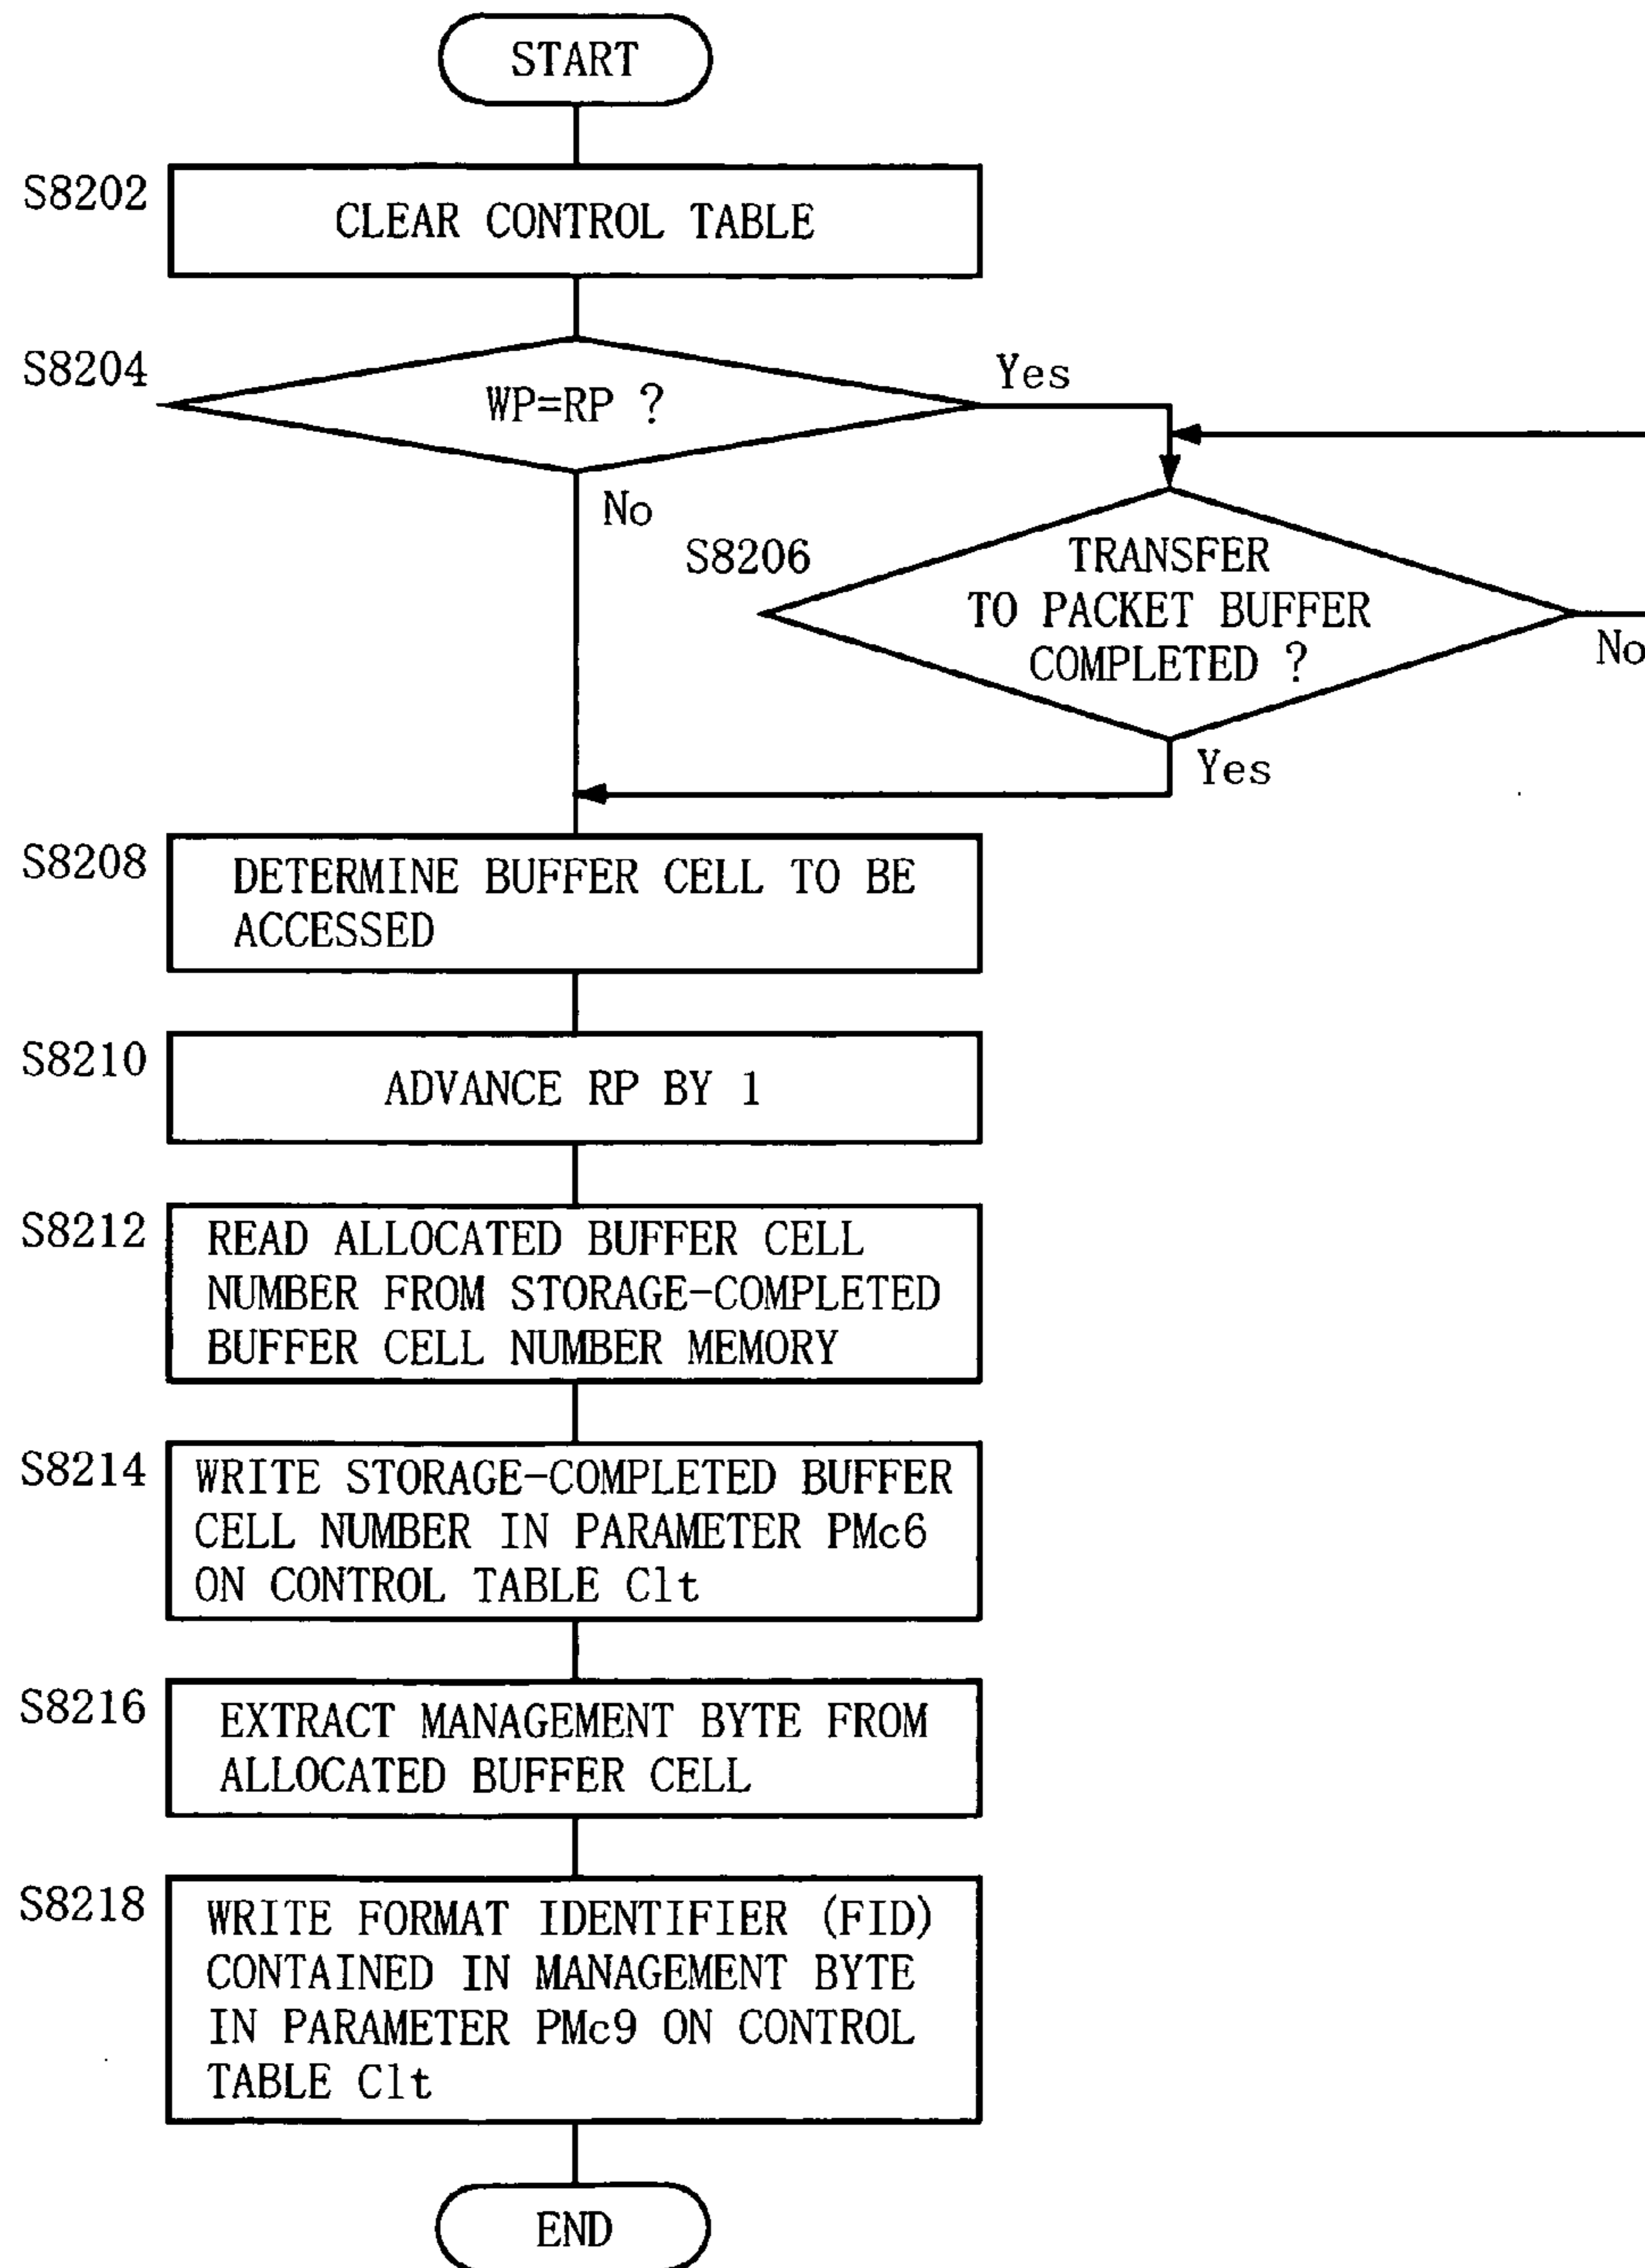 START
S8202
CLEAR CONTROL TABLE
S8204
WP=RP ?
Yes
No
S8206
TRANSFER
TO PACKET BUFFER
COMPLETED ?
No
Yes
S8208
DETERMINE BUFFER CELL TO BE
ACCESSED
S8210
ADVANCE RP BY 1
S8212
READ ALLOCATED BUFFER CELL
NUMBER FROM STORAGE-COMPLETED
BUFFER CELL NUMBER MEMORY
S8214
WRITE STORAGE-COMPLETED BUFFER
CELL NUMBER IN PARAMETER PMc6
ON CONTROL TABLE Clt
S8216
EXTRACT MANAGEMENT BYTE FROM
ALLOCATED BUFFER CELL
S8218
WRITE FORMAT IDENTIFIER (FID)
CONTAINED IN MANAGEMENT BYTE
IN PARAMETER PMc9 ON CONTROL
TABLE Clt
END